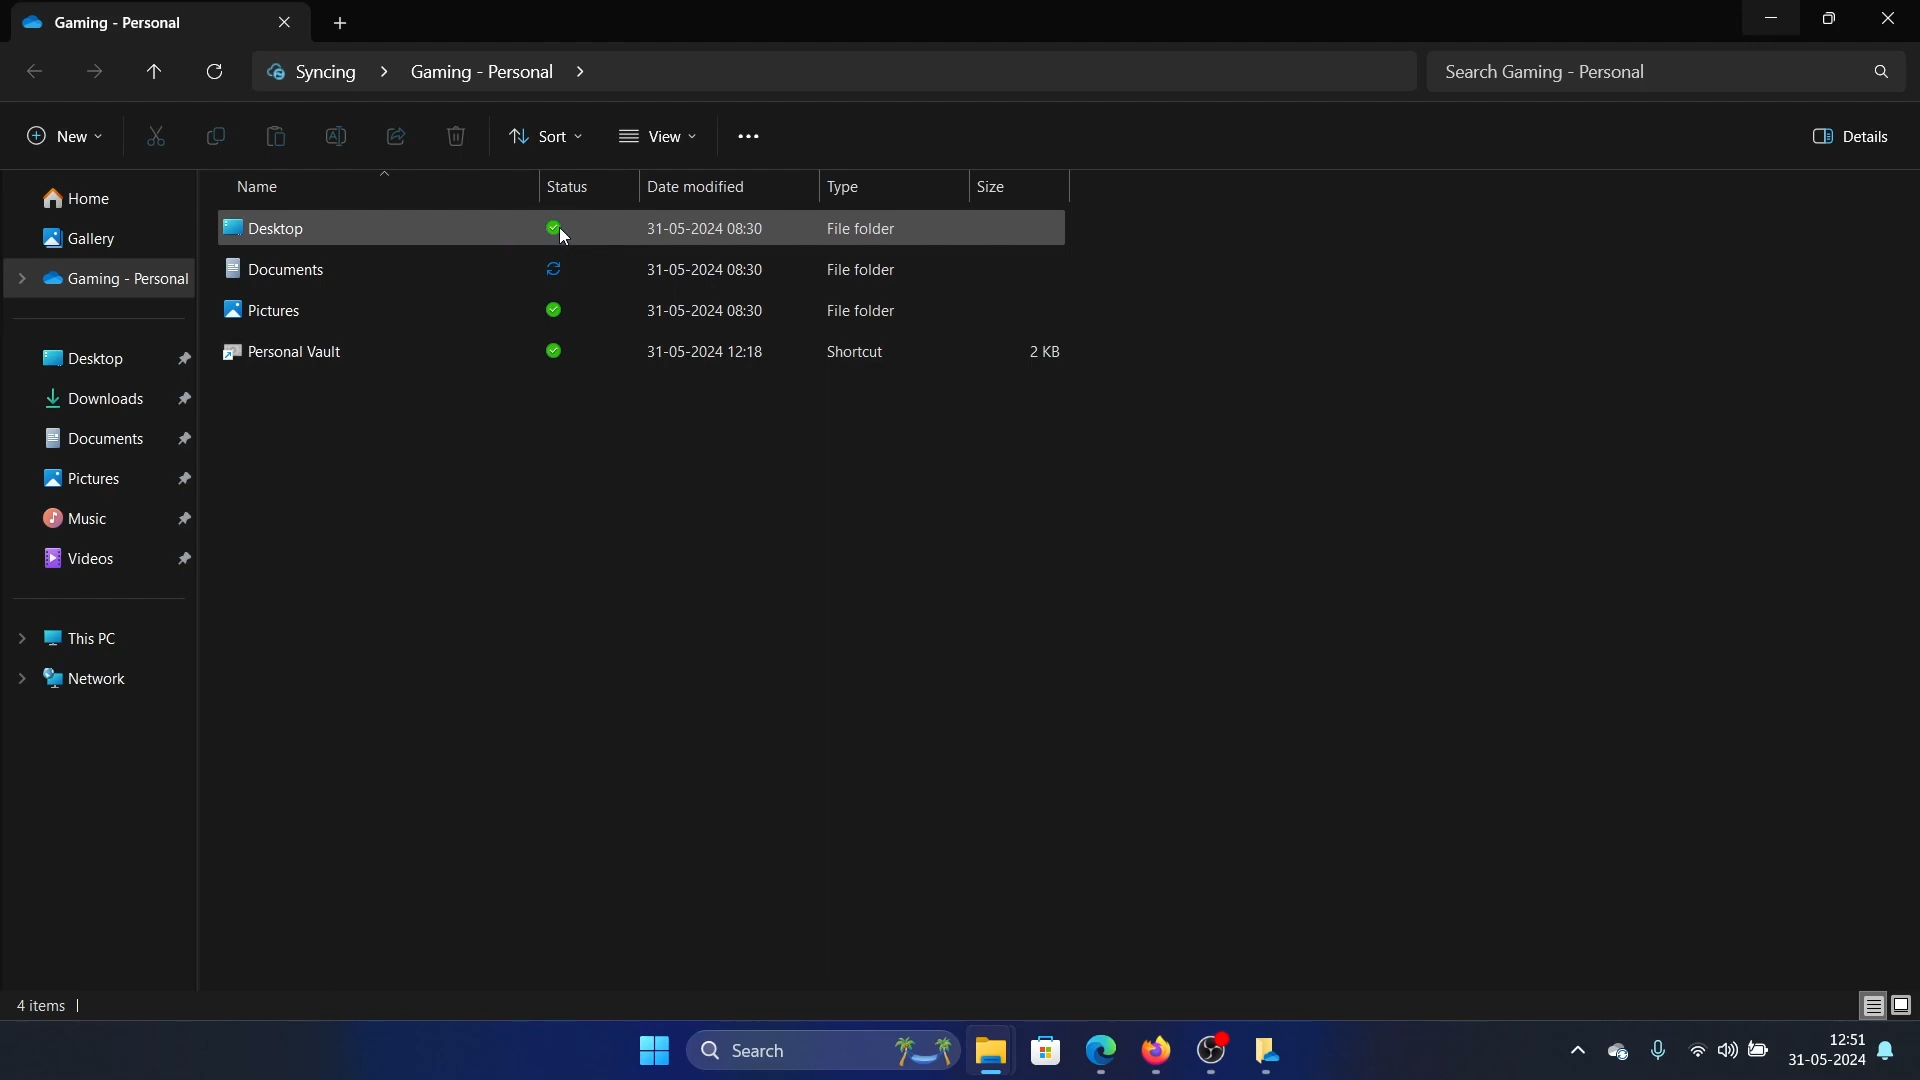 Gaming - Personal
Syncing > Gaming - Personal >
Search Gaming - Personal
New
Sort
View
Details
Name Status Date modified Type Size
Home
Gallery
Gaming - Personal
Desktop
Downloads
Documents
Pictures
Music
Videos
This PC
Network
Desktop 31-05-2024 08:30 File folder
Documents 31-05-2024 08:30 File folder
Pictures 31-05-2024 08:30 File folder
Personal Vault 31-05-2024 12:18 Shortcut 2 KB
4 items
Search
12:51
31-05-2024